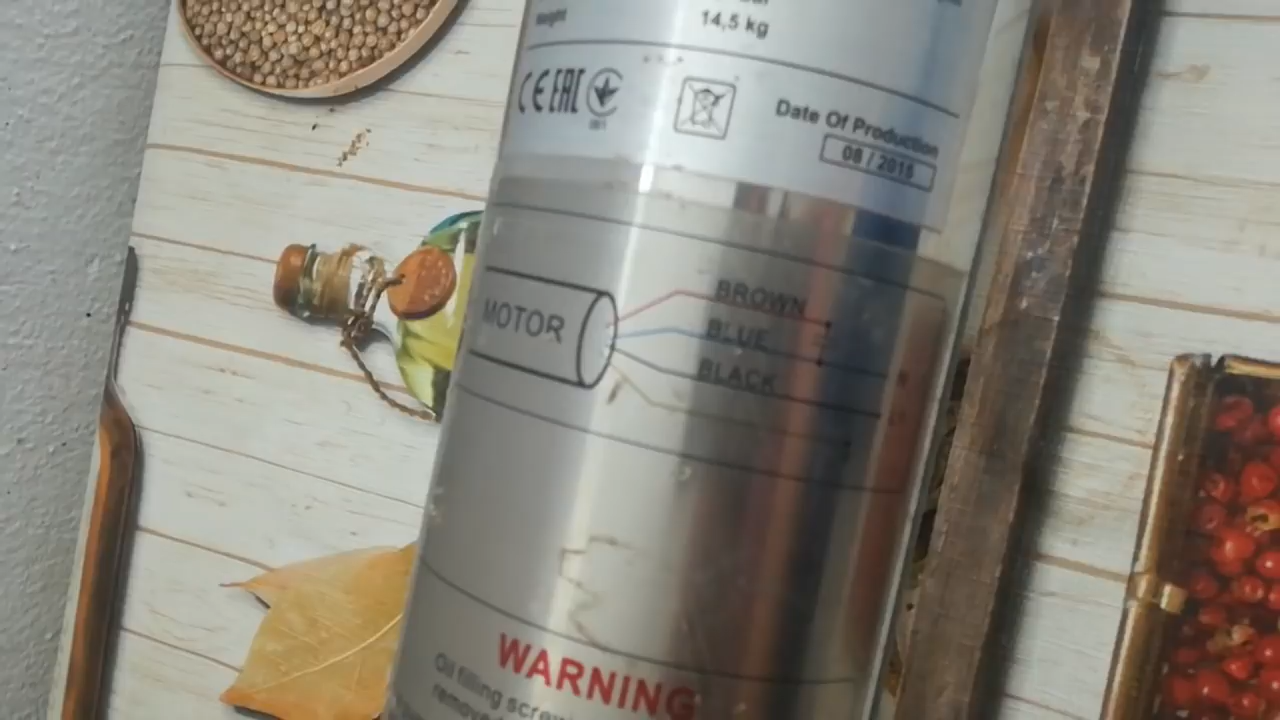 14,5 kg
CE EAC
Date Of Production
08 / 2015
MOTOR
BROWN
BLUE
BLACK
WARNING
Oil filling screw